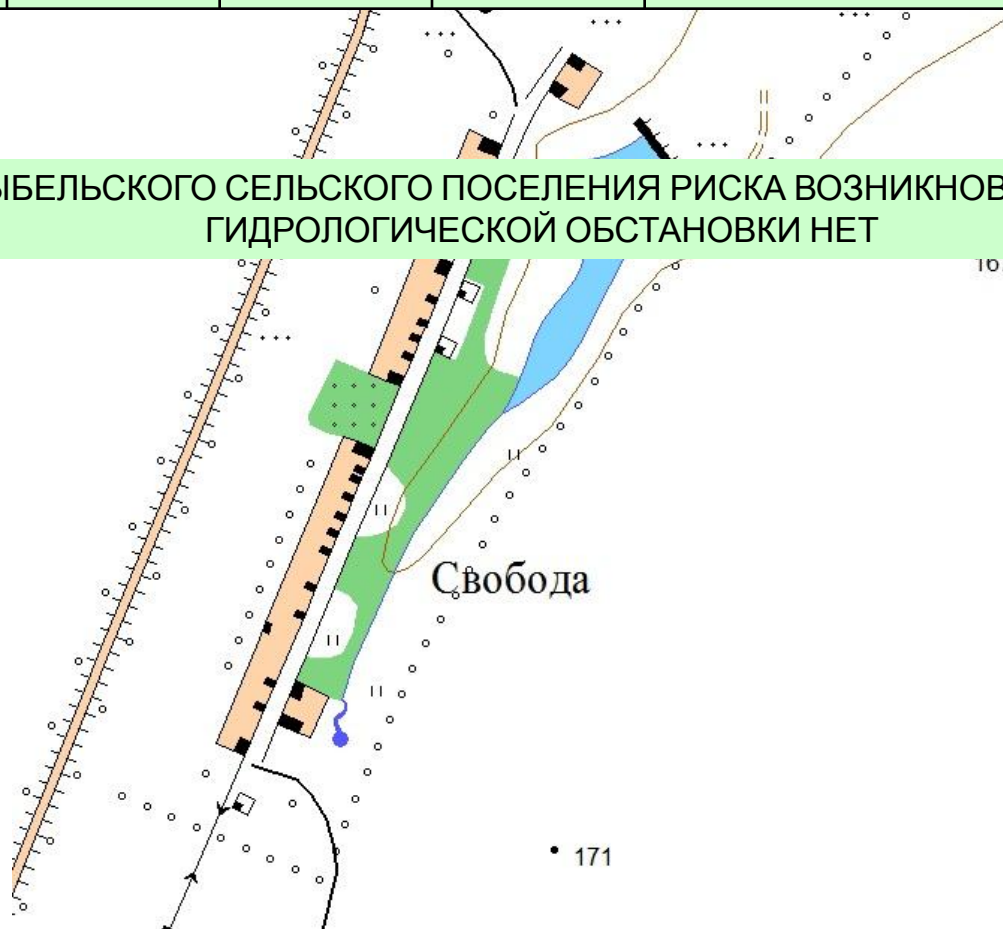 ЫБЕЛЬСКОГО СЕЛЬСКОГО ПОСЕЛЕНИЯ РИСКА ВОЗНИКНОВ
ГИДРОЛОГИЧЕСКОЙ ОБСТАНОВКИ НЕТ
Свобода
171